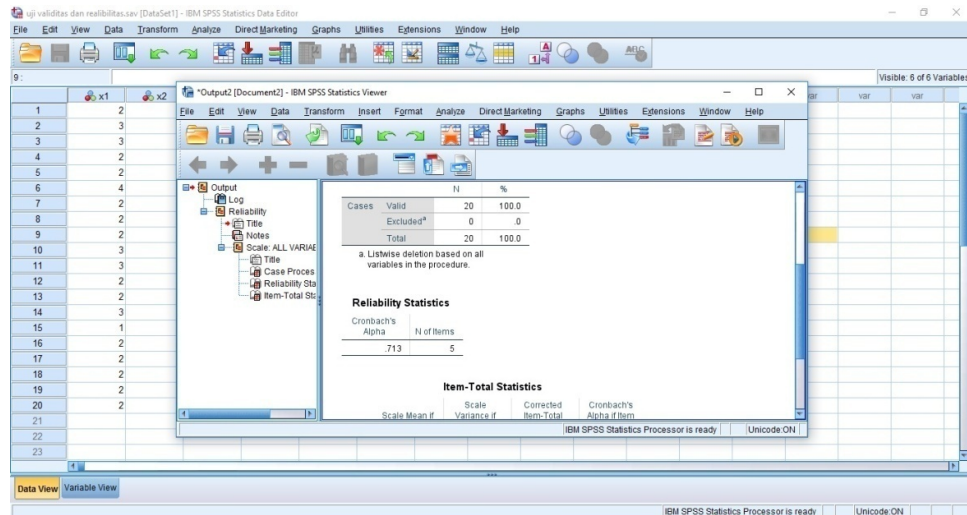 uji validitas dan realibilitas.sav [DataSet1] - IBM SPSS Statistics Data Editor
File Edit View Data Transform Analyze Direct Marketing Graphs Utilities Extensions Window Help
9 :
Visible: 6 of 6 Variables
x1 x2 var var var
1 2
2 3
3 3
4 2
5 2
6 4
7 2
8 2
9 2
10 3
11 3
12 2
13 2
14 3
15 1
16 2
17 2
18 2
19 2
20 2
21
22
23
*Output2 [Document2] - IBM SPSS Statistics Viewer
File Edit View Data Transform Insert Format Analyze Direct Marketing Graphs Utilities Extensions Window Help
Output
Log
Reliability
Title
Notes
Scale: ALL VARIAE
Title
Case Proces
Reliability Sta
Item-Total Sta
N %
Cases Valid 20 100.0
Excludedª 0 .0
Total 20 100.0
a. Listwise deletion based on all
variables in the procedure.
Reliability Statistics
Cronbach's
Alpha N of Items
.713 5
Item-Total Statistics
Scale Corrected Cronbach's
Scale Mean if Variance if Item-Total Alpha if Item
IBM SPSS Statistics Processor is ready Unicode:ON
Data View Variable View
IBM SPSS Statistics Processor is ready Unicode:ON